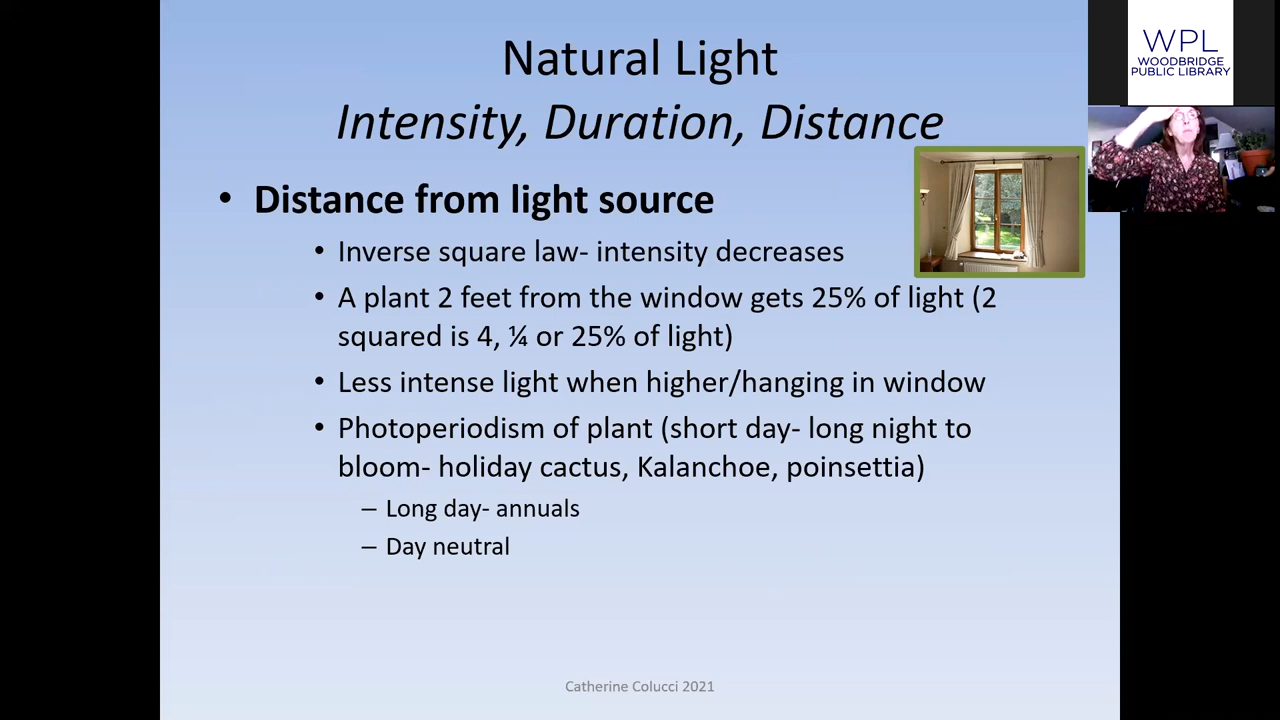 Natural Light
Intensity, Duration, Distance
• Distance from light source
• Inverse square law- intensity decreases
• A plant 2 feet from the window gets 25% of light (2
squared is 4, ¼ or 25% of light)
• Less intense light when higher/hanging in window
• Photoperiodism of plant (short day- long night to
bloom- holiday cactus, Kalanchoe, poinsettia)
– Long day- annuals
– Day neutral
Catherine Colucci 2021
WPL
WOODBRIDGE
PUBLIC LIBRARY